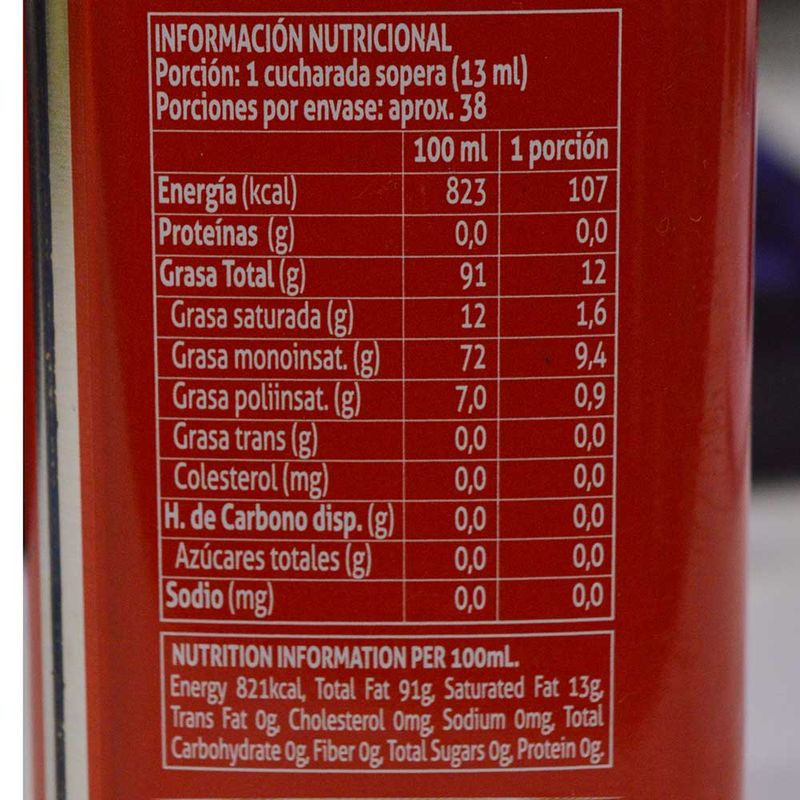 INFORMACIÓN NUTRICIONAL
Porción: 1 cucharada sopera (13 ml)
Porciones por envase: aprox. 38
100 ml 1 porción
Energía (kcal) 823 107
Proteínas (g) 0,0 0,0
Grasa Total (g) 91 12
Grasa saturada (g) 12 1,6
Grasa monoinsat. (g) 72 9,4
Grasa poliinsat. (g) 7,0 0,9
Grasa trans (g) 0,0 0,0
Colesterol (mg) 0,0 0,0
H. de Carbono disp. (g) 0,0 0,0
Azúcares totales (g) 0,0 0,0
Sodio (mg) 0,0 0,0
NUTRITION INFORMATION PER 100mL.
Energy 821kcal, Total Fat 91g, Saturated Fat 13g,
Trans Fat 0g, Cholesterol 0mg, Sodium 0mg, Total
Carbohydrate 0g, Fiber 0g, Total Sugars 0g, Protein 0g.